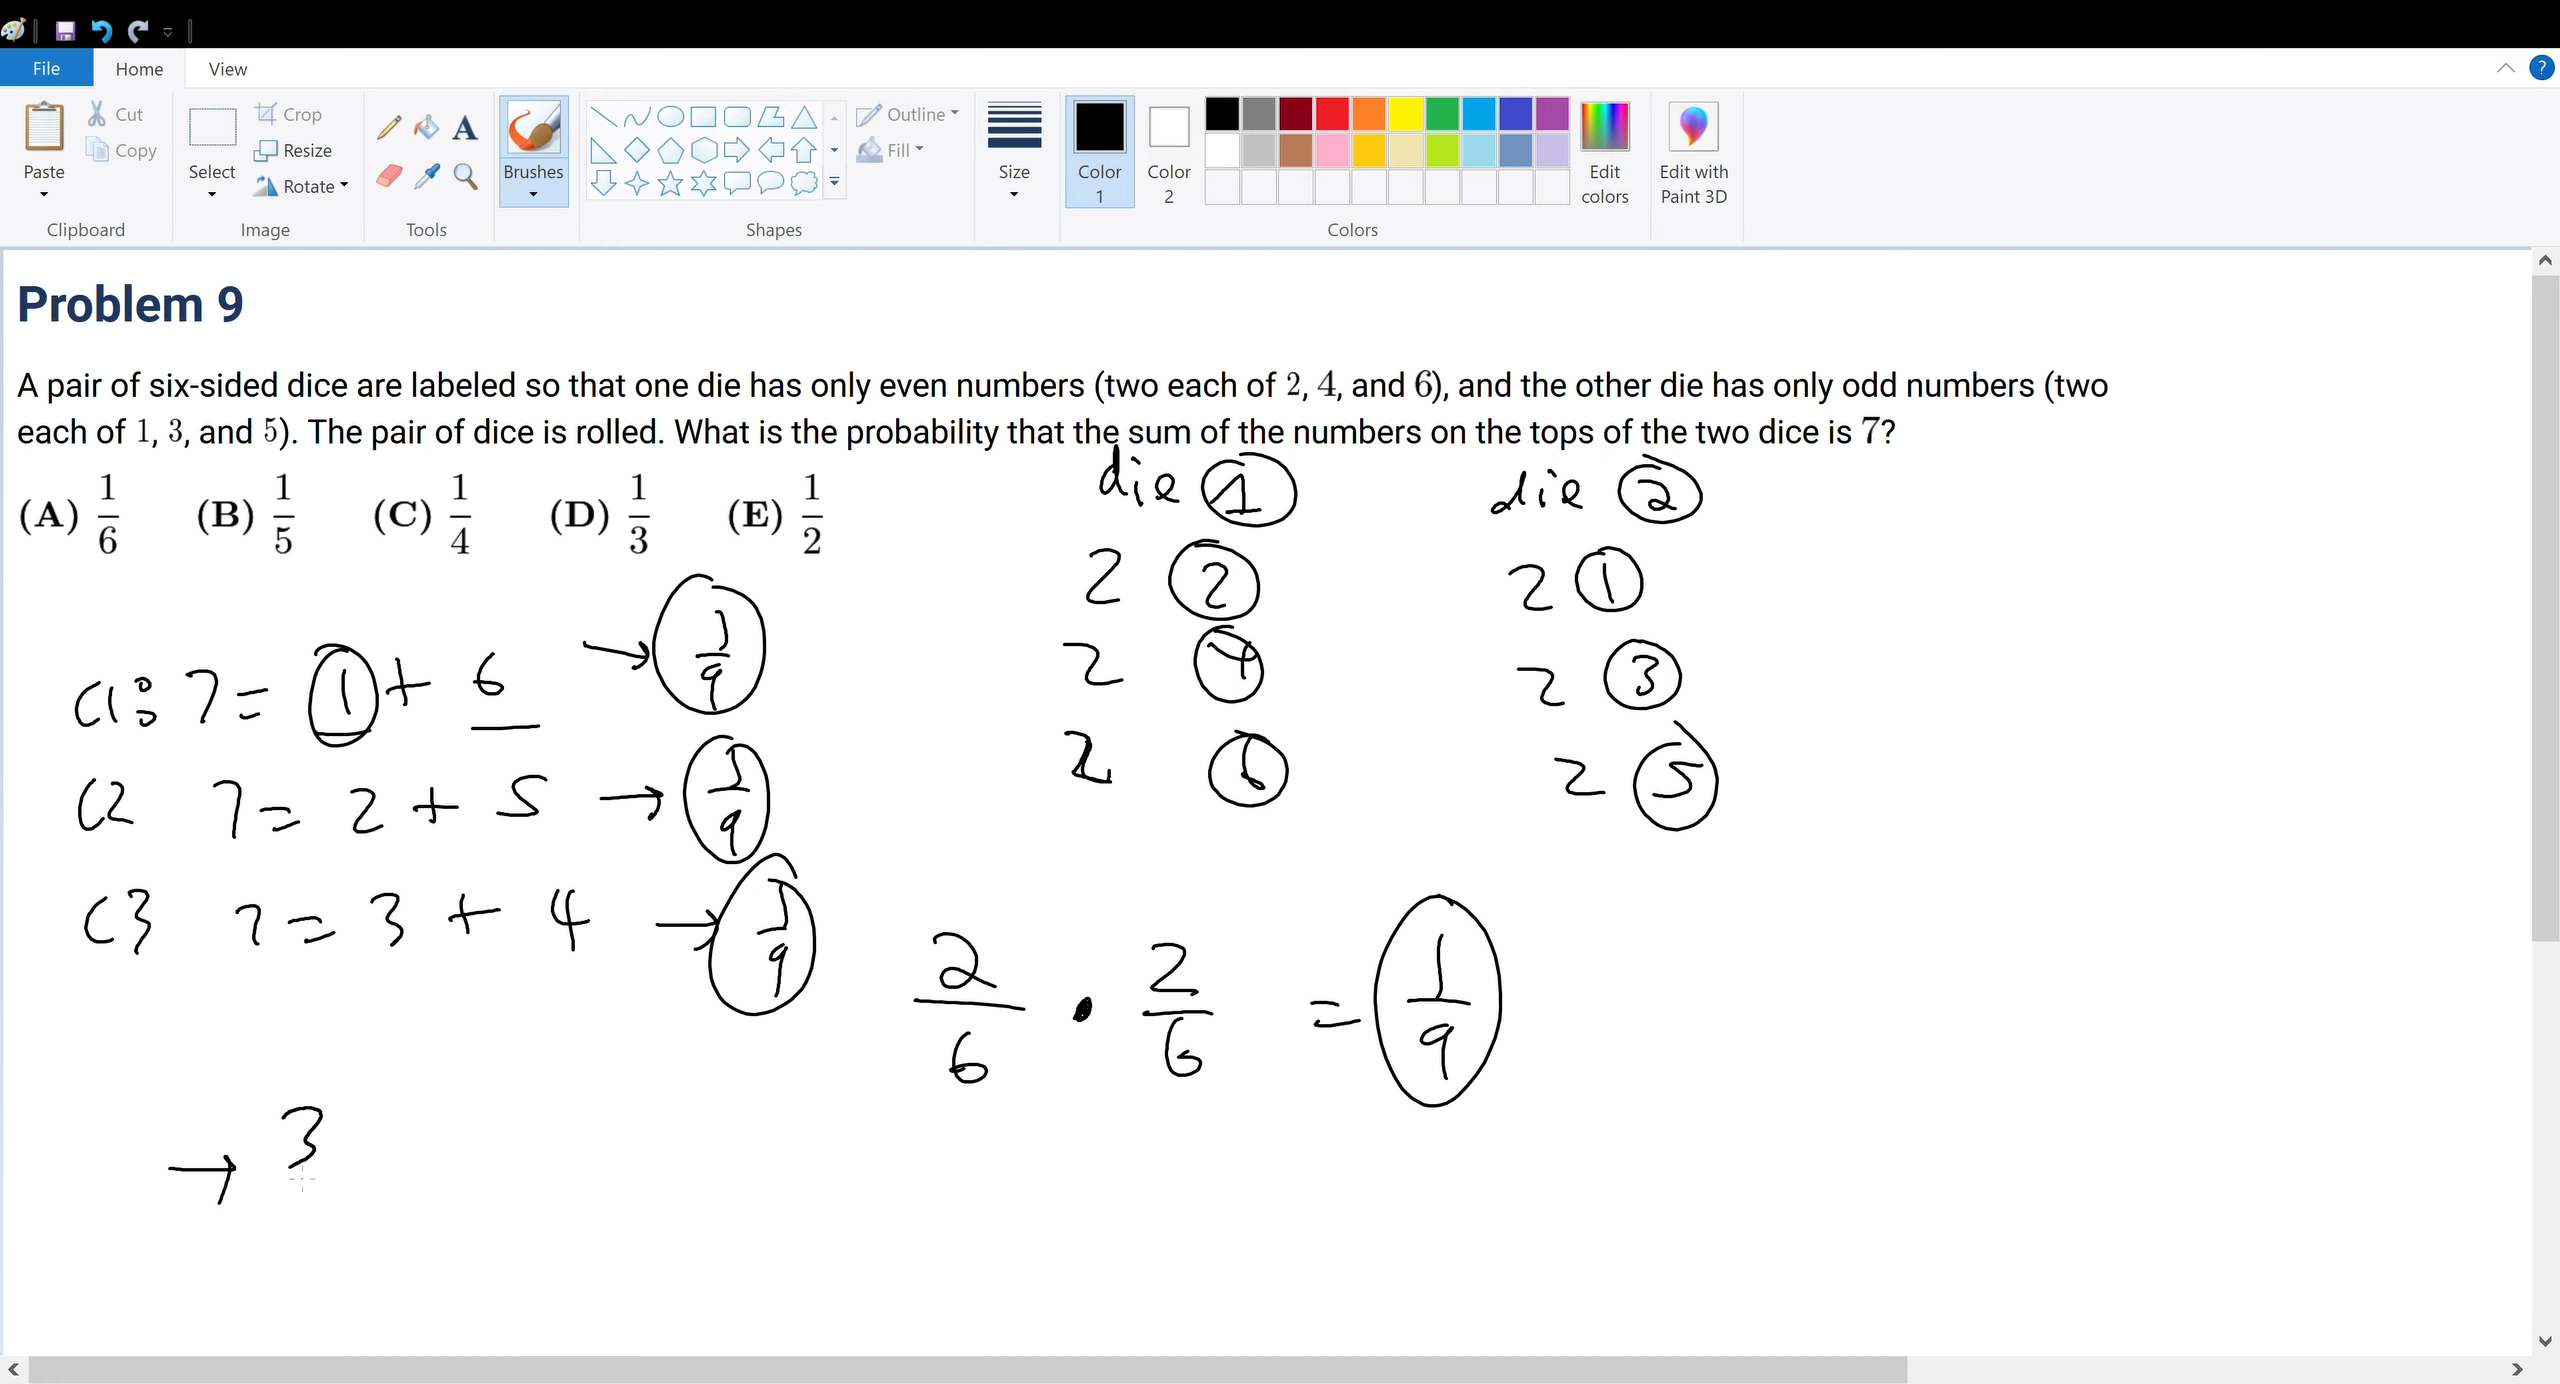 File Home View
Paste Cut Copy Clipboard
Select Crop Resize Rotate Image
A Tools
Brushes
Outline Fill Shapes
Size
Color 1 Color 2 Edit colors Colors
Edit with Paint 3D
?
Problem 9
A pair of six-sided dice are labeled so that one die has only even numbers (two each of 2, 4, and 6), and the other die has only odd numbers (two
each of 1, 3, and 5). The pair of dice is rolled. What is the probability that the sum of the numbers on the tops of the two dice is 7?
(A) 1/6 (B) 1/5 (C) 1/4 (D) 1/3 (E) 1/2
die 1 die 2
2 2 2 1
2 4 2 3
2 6 2 5
C1: 7 = 1 + 6 → 1/9
C2 7 = 2 + 5 → 1/9
C3 7 = 3 + 4 → 1/9
2/6 · 2/6 = 1/9
→ 3